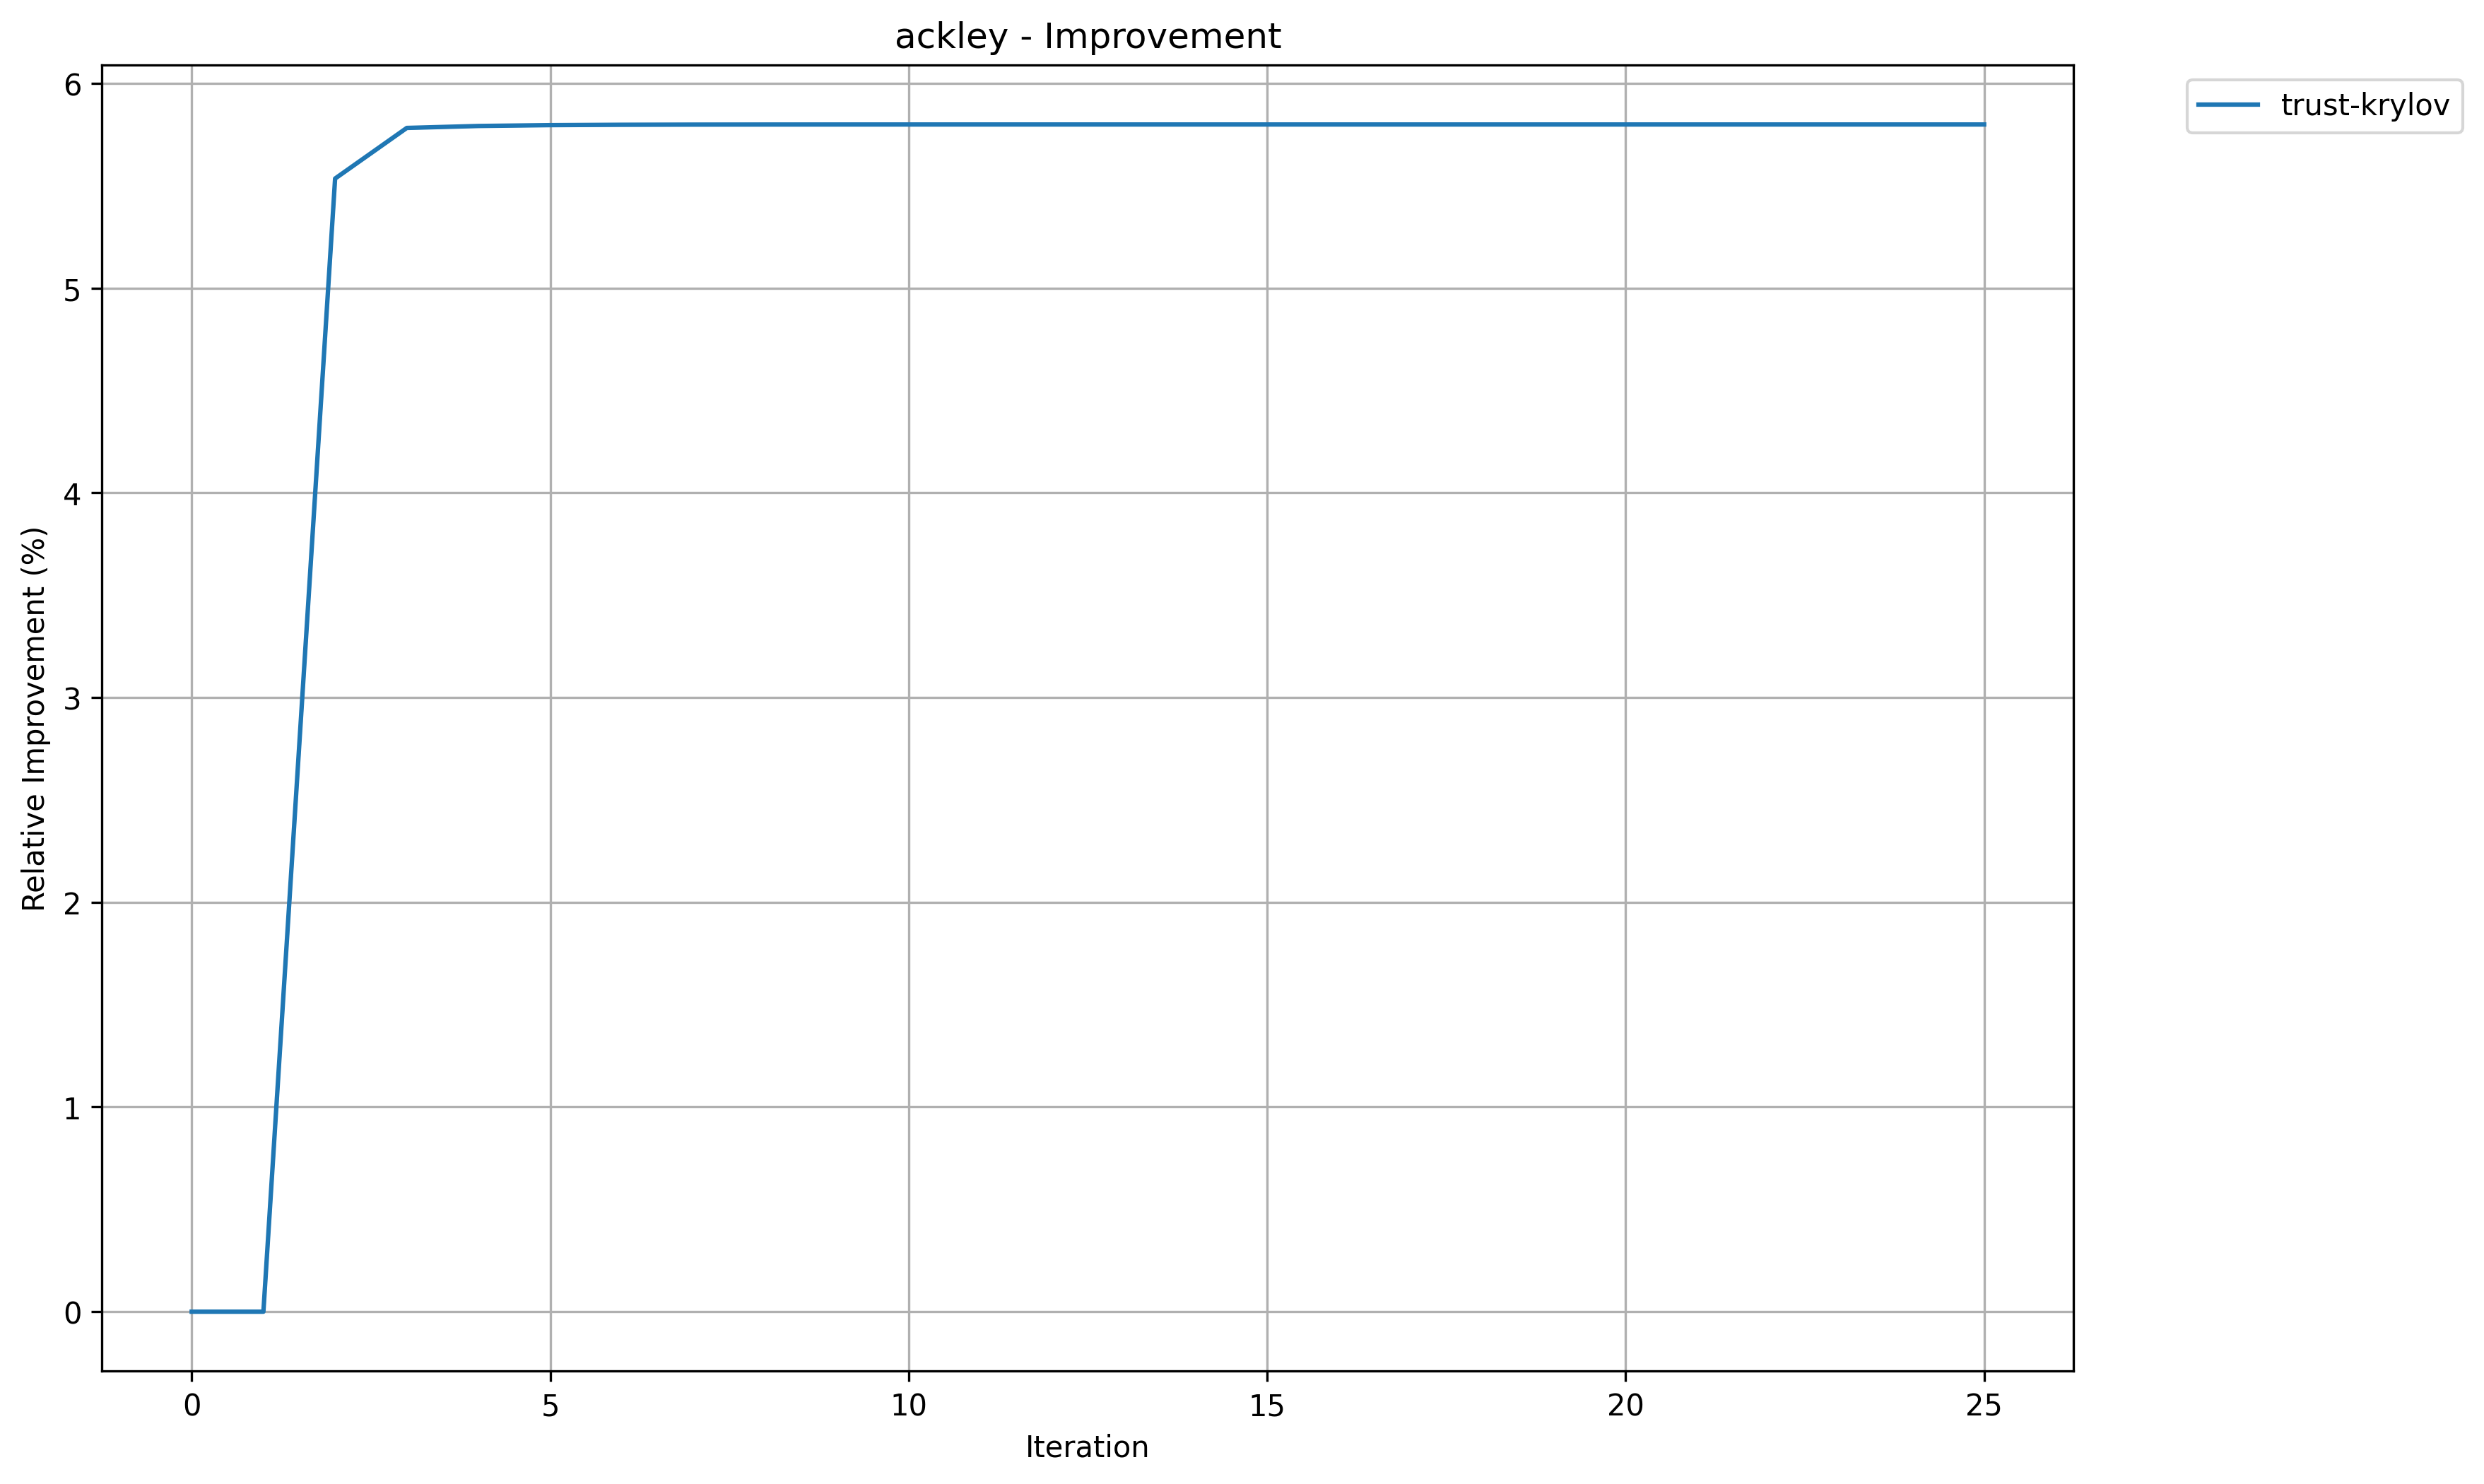 ackley - Improvement
trust-krylov
Relative Improvement (%)
6
5
4
3
2
1
0
0 5 10 15 20 25
Iteration